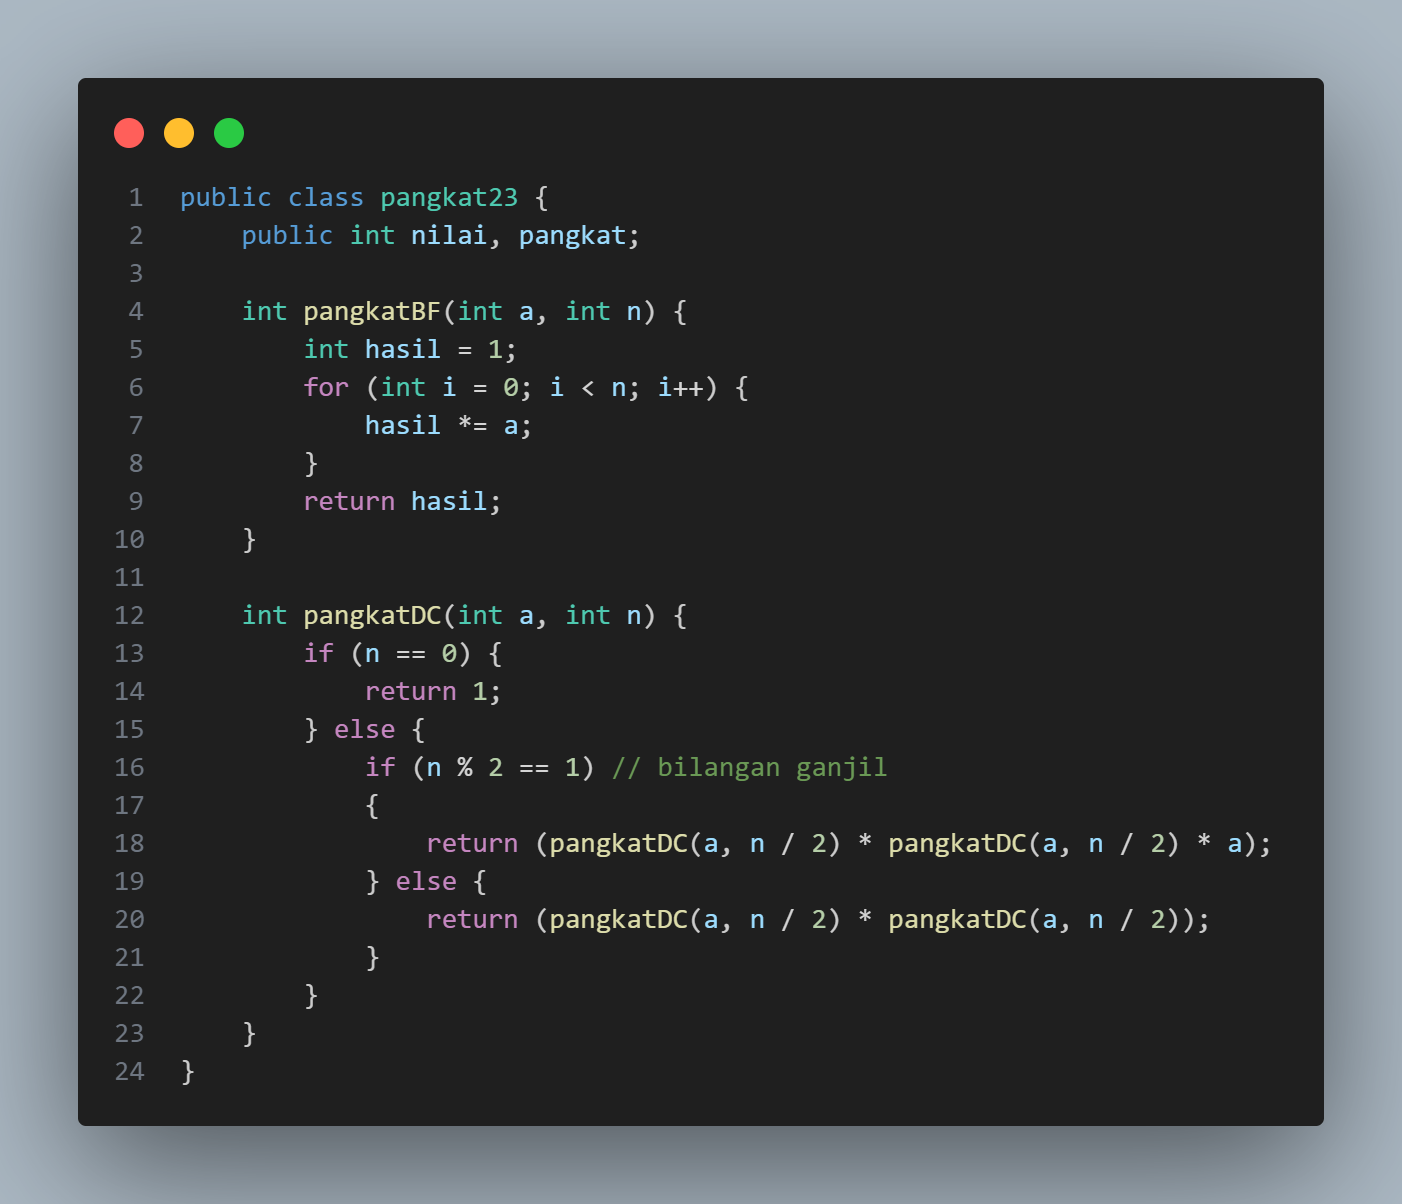 1 public class pangkat23 {
2     public int nilai, pangkat;
3
4     int pangkatBF(int a, int n) {
5         int hasil = 1;
6         for (int i = 0; i < n; i++) {
7             hasil *= a;
8         }
9         return hasil;
10     }
11
12     int pangkatDC(int a, int n) {
13         if (n == 0) {
14             return 1;
15         } else {
16             if (n % 2 == 1) // bilangan ganjil
17             {
18                 return (pangkatDC(a, n / 2) * pangkatDC(a, n / 2) * a);
19             } else {
20                 return (pangkatDC(a, n / 2) * pangkatDC(a, n / 2));
21             }
22         }
23     }
24 }